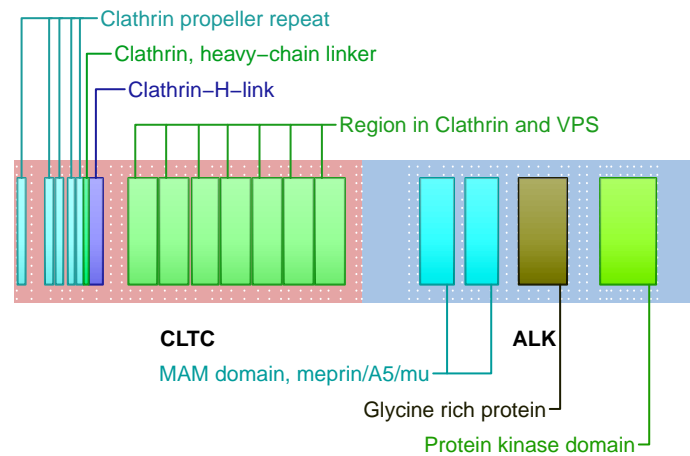 Clathrin propeller repeat
Clathrin, heavy−chain linker
Clathrin−H−link
Region in Clathrin and VPS
CLTC
ALK
MAM domain, meprin/A5/mu
Glycine rich protein
Protein kinase domain